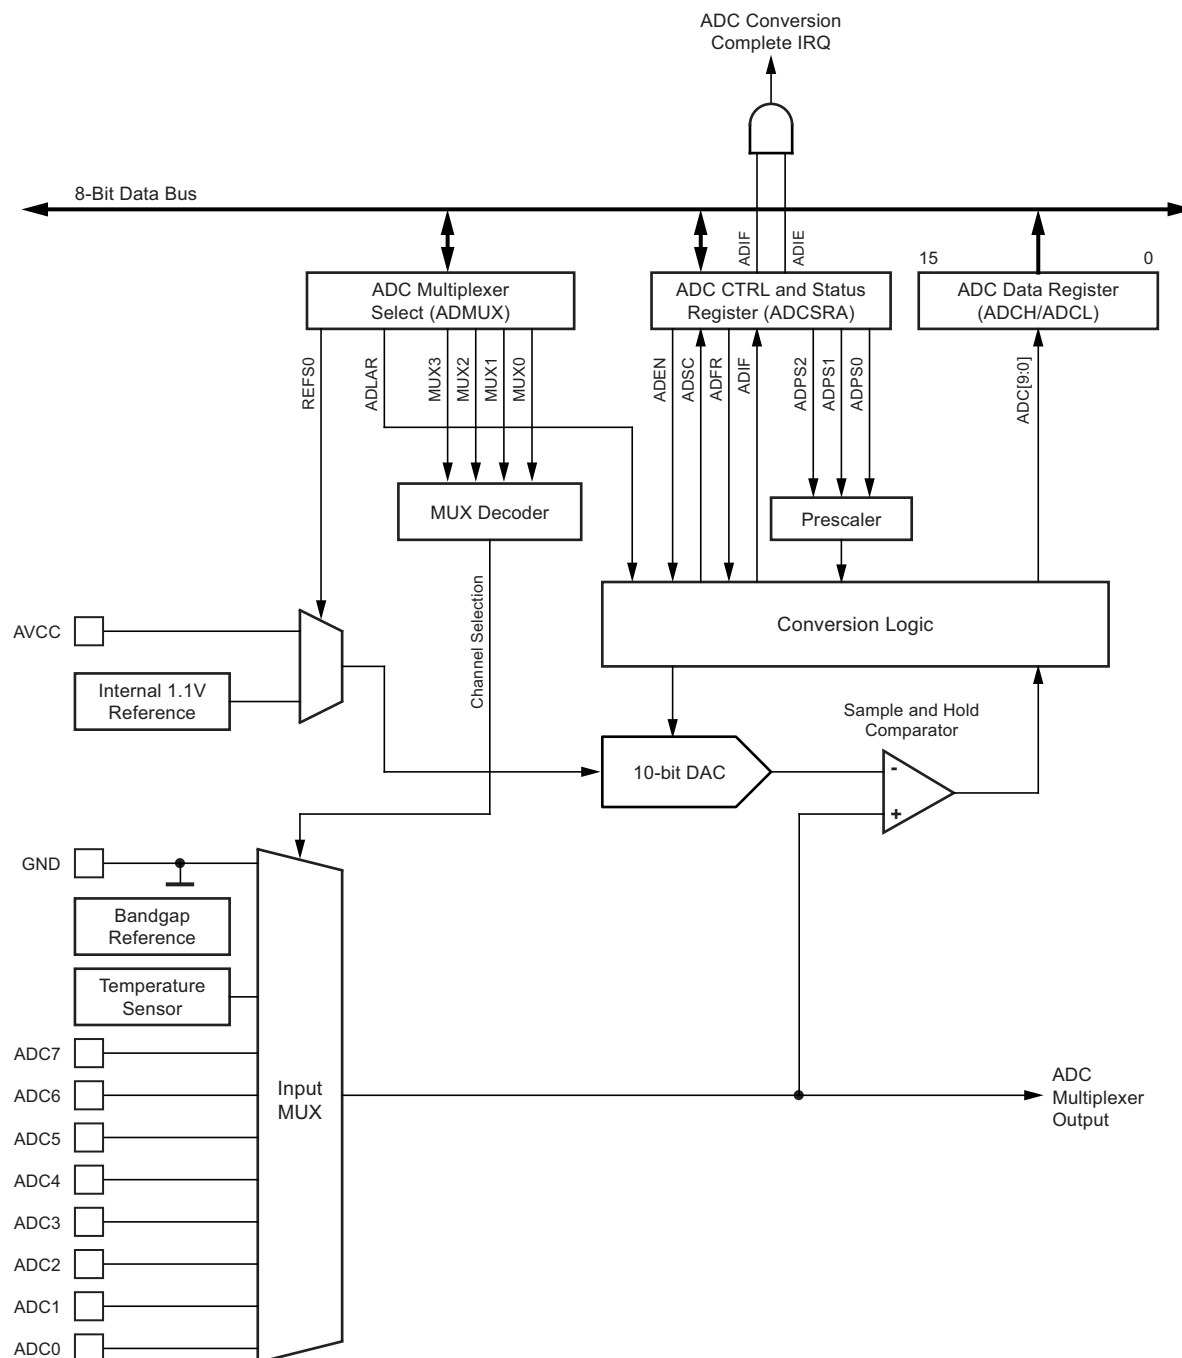 ADC Conversion
Complete IRQ
8-Bit Data Bus
ADIF
ADIE
15
0
ADC Multiplexer
Select (ADMUX)
ADC CTRL and Status
Register (ADCSRA)
ADC Data Register
(ADCH/ADCL)
REFS0
ADLAR
MUX3
MUX2
MUX1
MUX0
ADEN
ADSC
ADFR
ADIF
ADPS2
ADPS1
ADPS0
ADC[9:0]
MUX Decoder
Prescaler
Channel Selection
AVCC
Conversion Logic
Internal 1.1V
Reference
Sample and Hold
Comparator
10-bit DAC
-
+
GND
Bandgap
Reference
Temperature
Sensor
ADC7
ADC6
ADC5
ADC4
ADC3
ADC2
ADC1
ADC0
Input
MUX
ADC
Multiplexer
Output